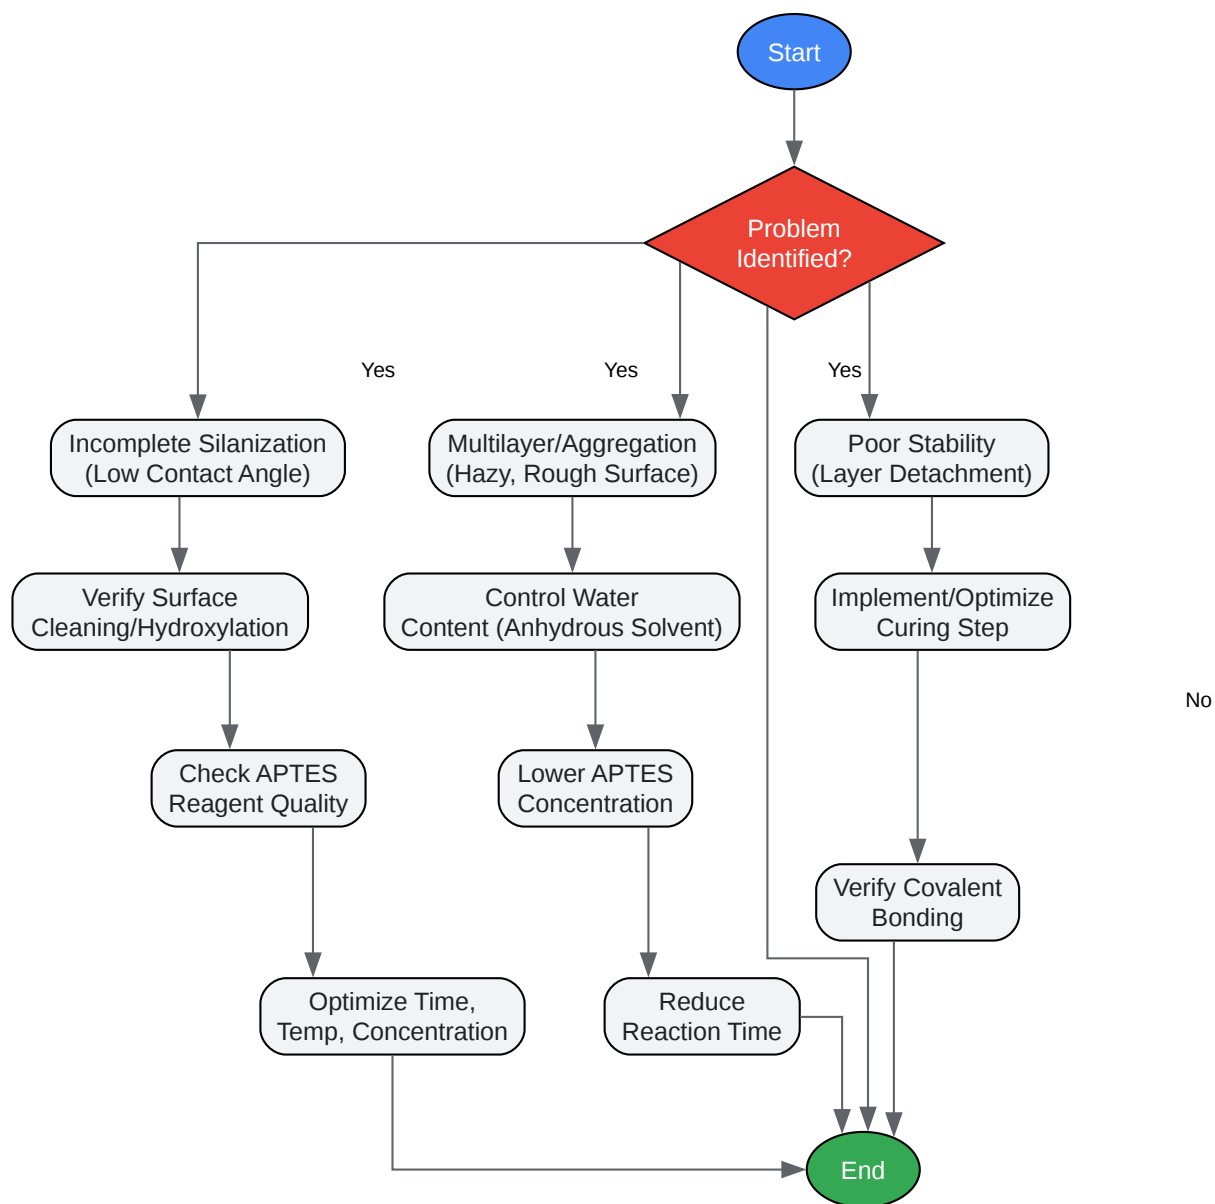 Start
Problem
Identified?
Yes
Yes
Yes
Incomplete Silanization
(Low Contact Angle)
Multilayer/Aggregation
(Hazy, Rough Surface)
Poor Stability
(Layer Detachment)
Verify Surface
Cleaning/Hydroxylation
Control Water
Content (Anhydrous Solvent)
Implement/Optimize
Curing Step
No
Check APTES
Reagent Quality
Lower APTES
Concentration
Verify Covalent
Bonding
Optimize Time,
Temp, Concentration
Reduce
Reaction Time
End